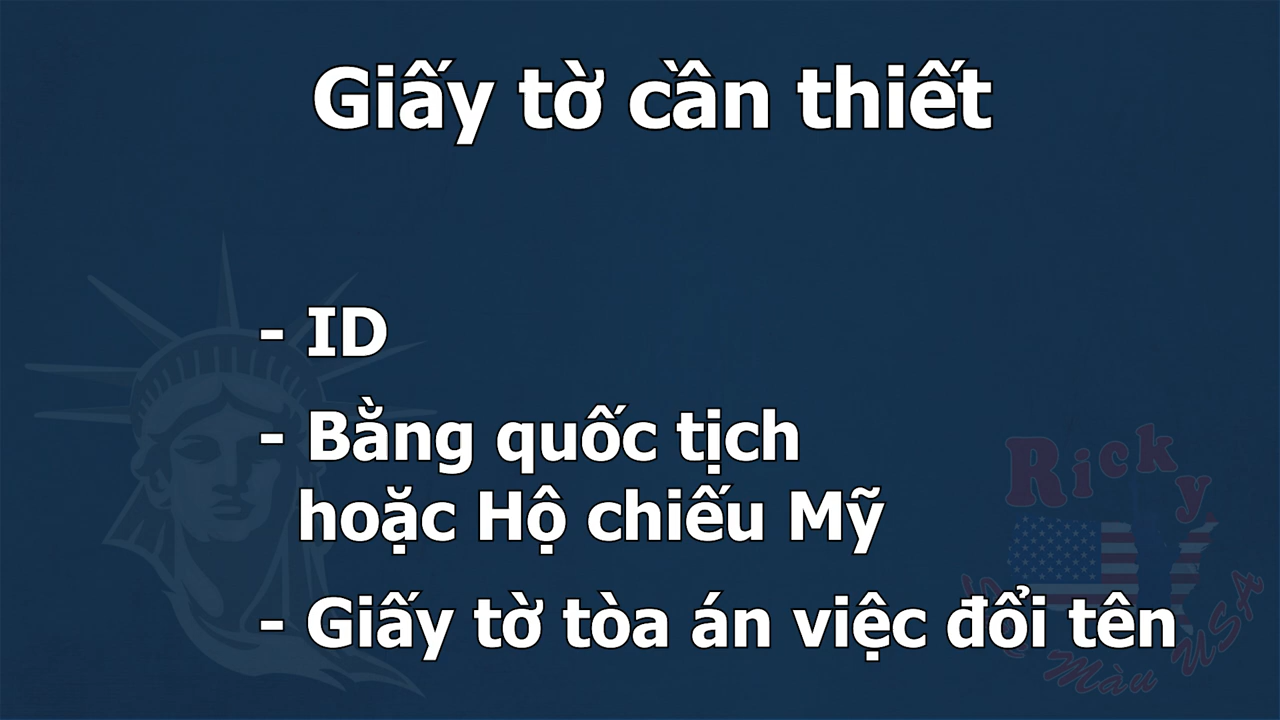 Giấy tờ cần thiết
- ID
- Bằng quốc tịch
hoặc Hộ chiếu Mỹ
- Giấy tờ tòa án việc đổi tên
Ricky
Màu USA